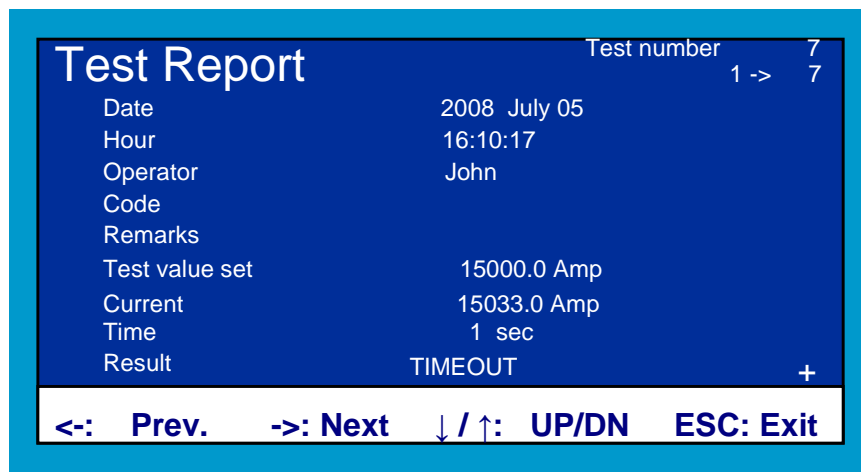 Test Report
Test number 7
1 -> 7
Date 2008 July 05
Hour 16:10:17
Operator John
Code
Remarks
Test value set 15000.0 Amp
Current 15033.0 Amp
Time 1 sec
Result TIMEOUT +
<-: Prev. ->: Next ↓ / ↑: UP/DN ESC: Exit